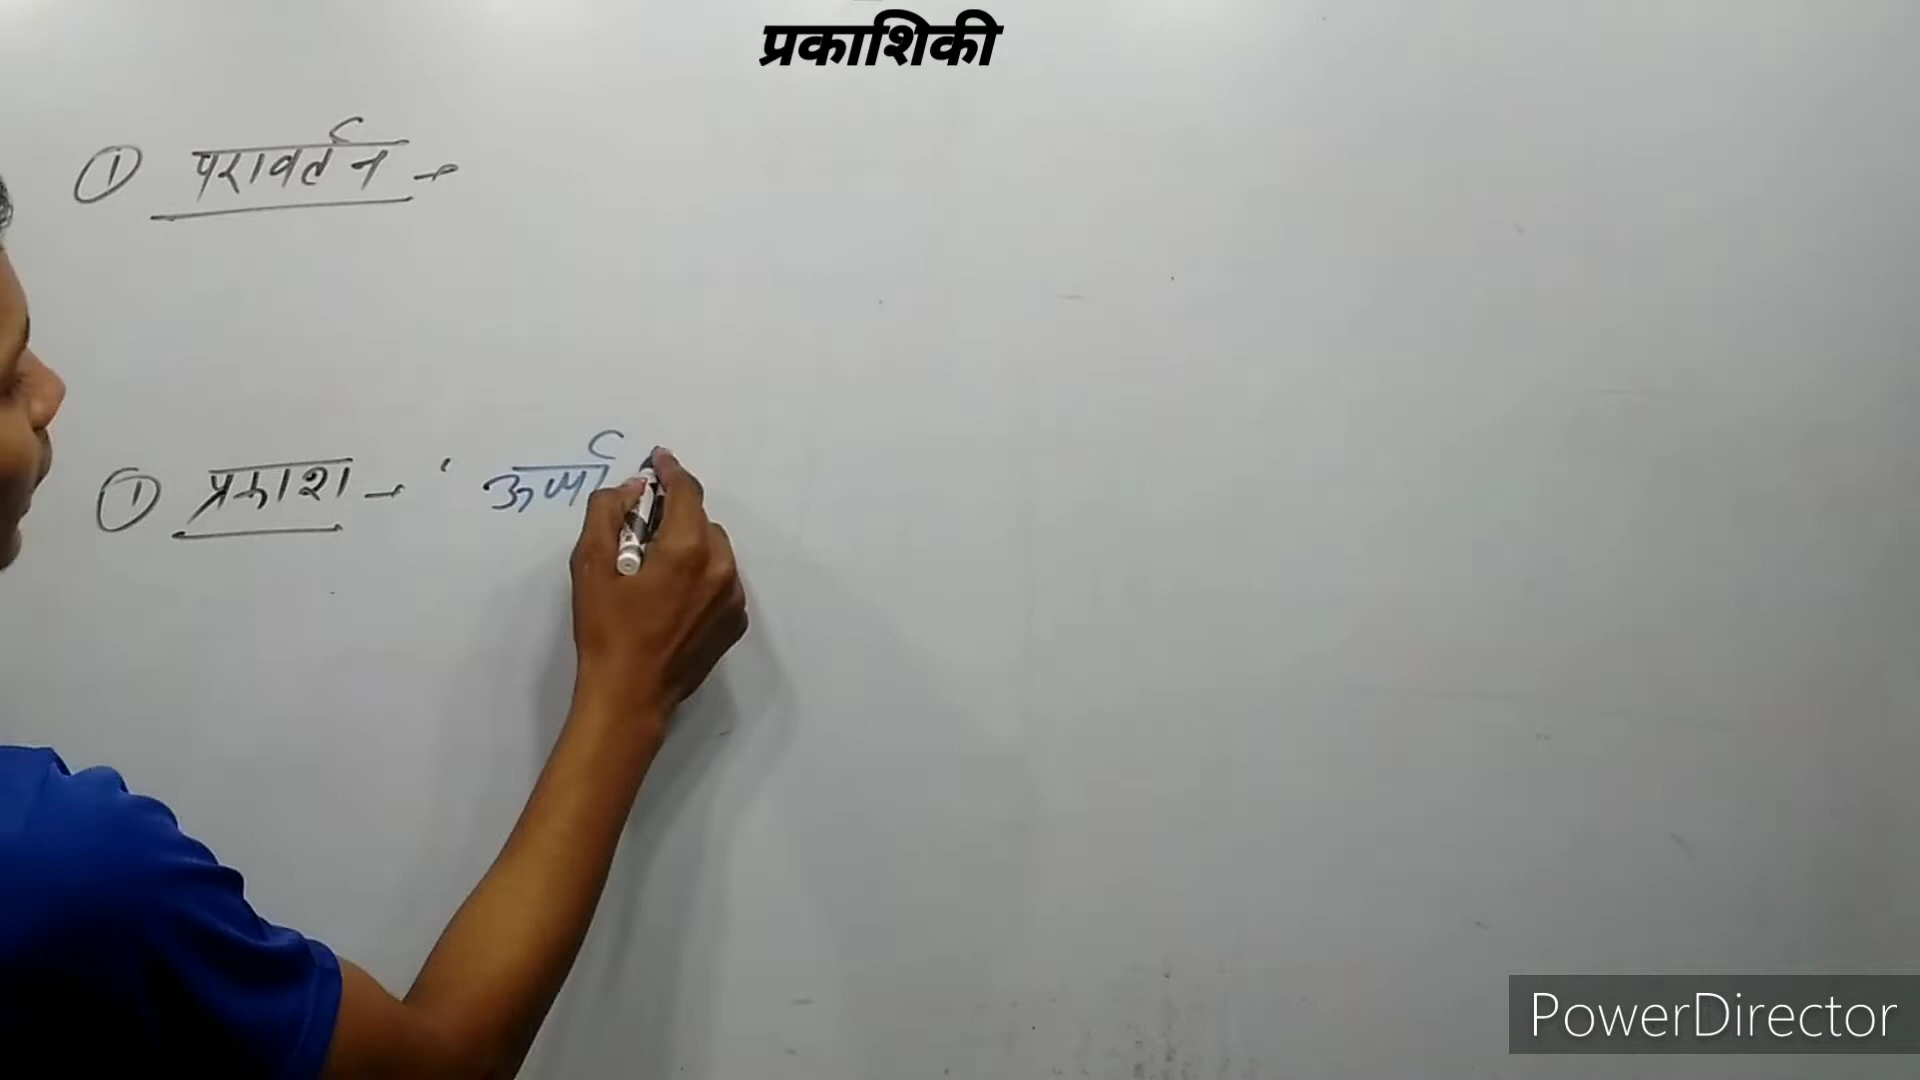 प्रकाशिकी
① परावर्तन →
① प्रकाश → ' ऊर्जा
PowerDirector